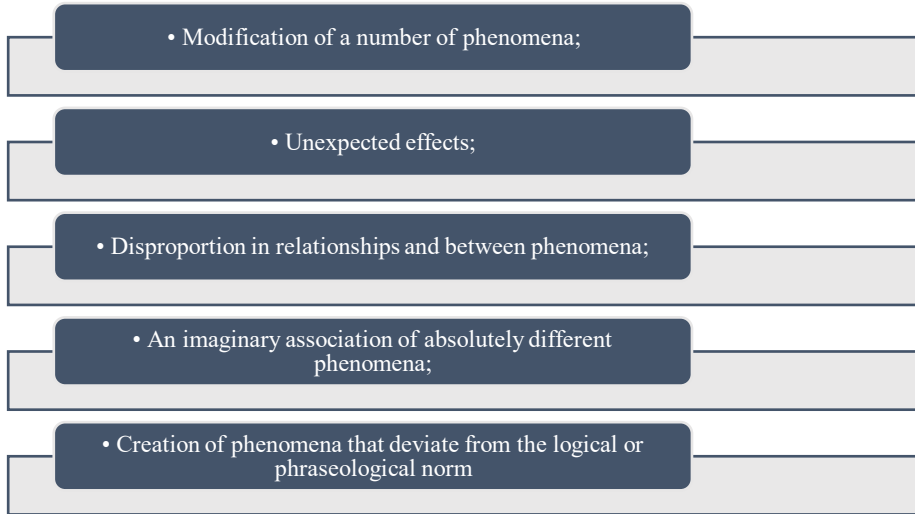 • Modification of a number of phenomena;
• Unexpected effects;
• Disproportion in relationships and between phenomena;
• An imaginary association of absolutely different
phenomena;
• Creation of phenomena that deviate from the logical or
phraseological norm